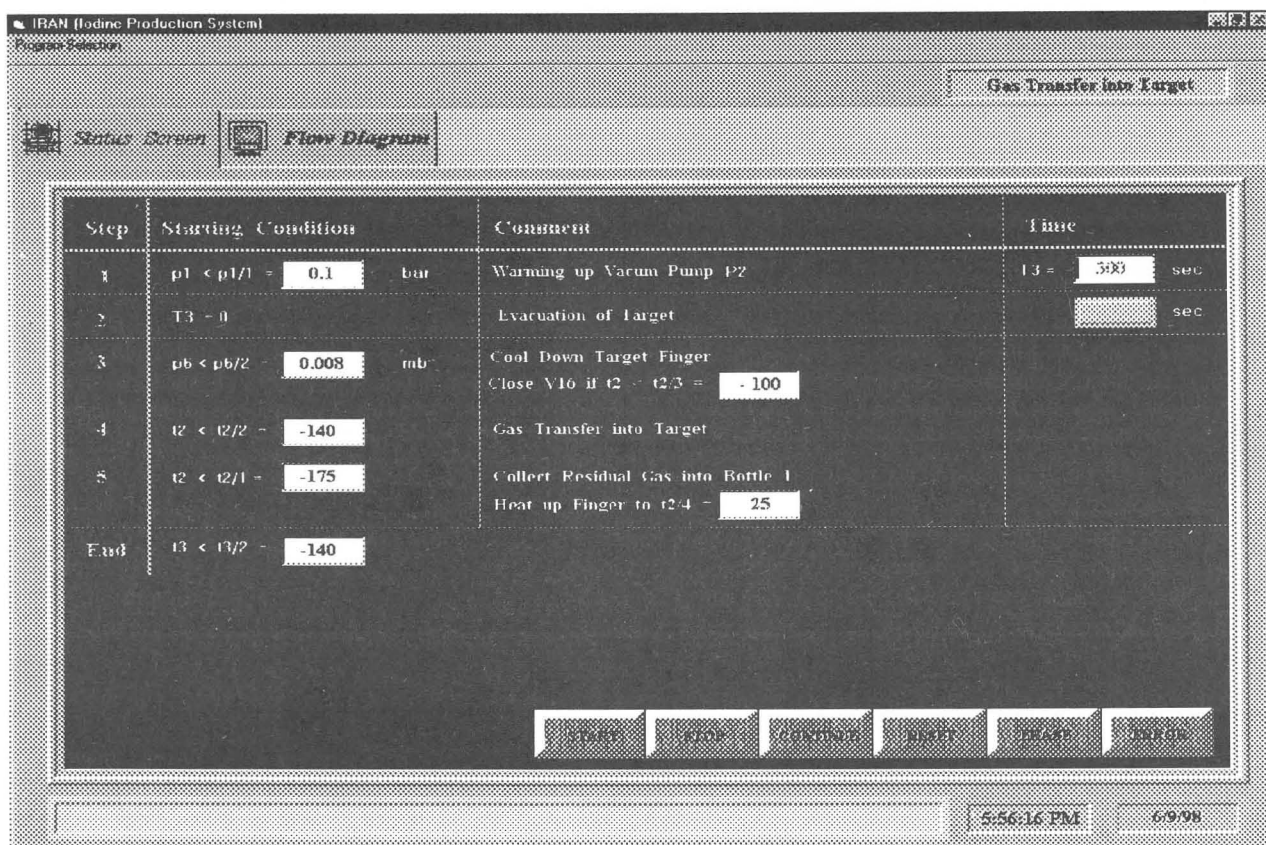 IRAN (Iodine Production System)
Program Selection
Gas Transfer into Target
Status Screen Flow Diagram
Step Starting Condition Comment Time
1 p1 < p1/1 = 0.1 bar Warming up Vacum Pump P2 T3 = 300 sec
2 T3 = 0 Evacuation of Target sec
3 p6 < p6/2 = 0.008 mb Cool Down Target Finger
Close V16 if t2 < t2/3 = - 100
4 t2 < t2/2 = -140 Gas Transfer into Target
5 t2 < t2/1 = -175 Collect Residual Gas into Bottle 1
Heat up Finger to t2/4 = 25
End t3 < t3/2 = -140
START STOP CONTINUE RESET PHASE ERROR
5:56:16 PM 6/9/98